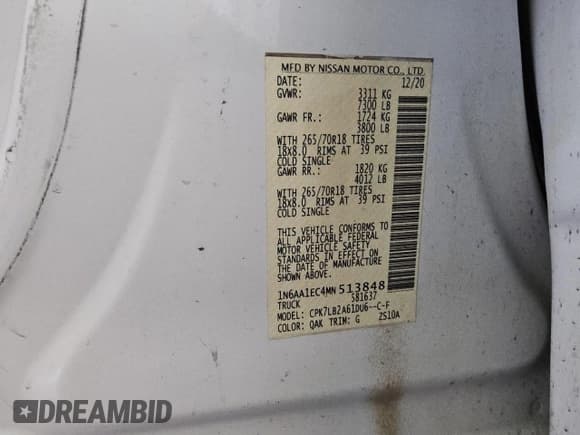 MFD BY NISSAN MOTOR CO., LTD.
DATE: 12/20
GVWR: 3311 KG
7300 LB
GAWR FR.: 1724 KG
3800 LB
WITH 265/70R18 TIRES
18x8.0 RIMS AT 39 PSI
COLD SINGLE
GAWR RR.: 1820 KG
4012 LB
WITH 265/70R18 TIRES
18x8.0 RIMS AT 39 PSI
COLD SINGLE
THIS VEHICLE CONFORMS TO
ALL APPLICABLE FEDERAL
MOTOR VEHICLE SAFETY
STANDARDS IN EFFECT ON
THE DATE OF MANUFACTURE
SHOWN ABOVE.
1N6AA1EC4MN513848
TRUCK S81637
MODEL: CPK7LB2A61DU6--C-F
COLOR: QAK TRIM: G 2S10A
DREAMBID